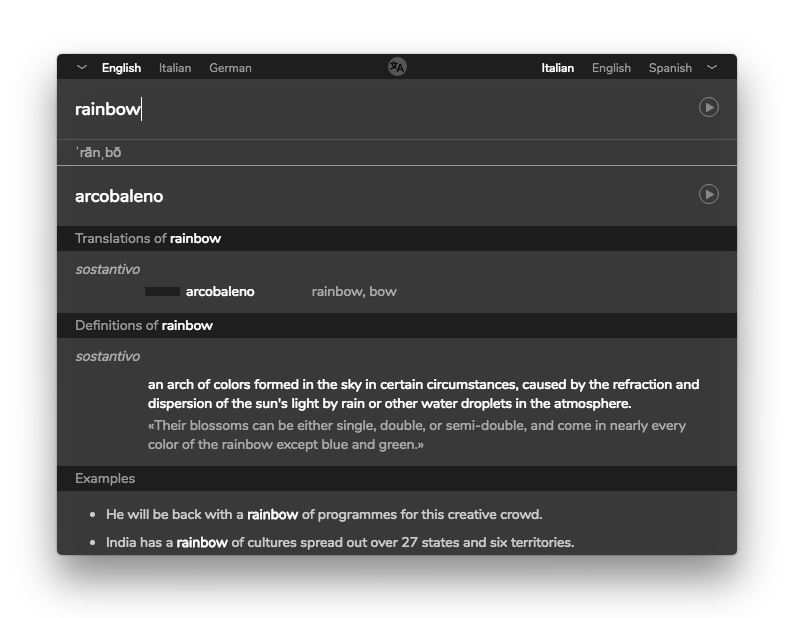 English Italian German Italian English Spanish
rainbow
ˈrānˌbō
arcobaleno
Translations of rainbow
sostantivo
arcobaleno rainbow, bow
Definitions of rainbow
sostantivo
an arch of colors formed in the sky in certain circumstances, caused by the refraction and
dispersion of the sun's light by rain or other water droplets in the atmosphere.
«Their blossoms can be either single, double, or semi-double, and come in nearly every
color of the rainbow except blue and green.»
Examples
• He will be back with a rainbow of programmes for this creative crowd.
• India has a rainbow of cultures spread out over 27 states and six territories.